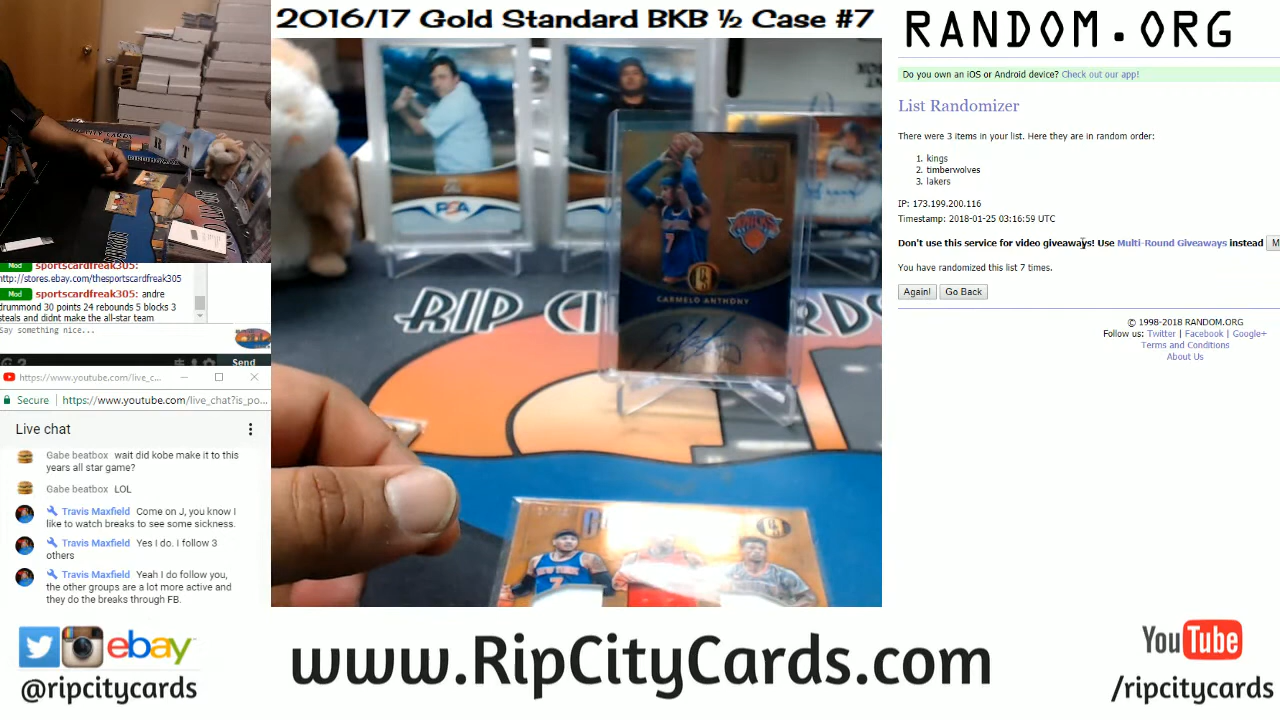 2016/17 Gold Standard BKB ½ Case #7
RANDOM.ORG
Do you own an iOS or Android device? Check out our app!
List Randomizer
There were 3 items in your list. Here they are in random order:
1. kings
2. timberwolves
3. lakers
IP: 173.199.200.116
Timestamp: 2018-01-25 03:16:59 UTC
Don't use this service for video giveaways! Use Multi-Round Giveaways instead
You have randomized this list 7 times.
Again! Go Back
© 1998-2018 RANDOM.ORG
Follow us: Twitter | Facebook | Google+
Terms and Conditions
About Us
Mod sportscardfreak305:
http://stores.ebay.com/thesportscardfreak305
Mod sportscardfreak305: andre
drummond 30 points 24 rebounds 5 blocks 3
steals and didnt make the all-star team
Say something nice...
Send
https://www.youtube.com/live_c...
Secure https://www.youtube.com/live_chat?is_po...
Live chat
Gabe beatbox wait did kobe make it to this
years all star game?
Gabe beatbox LOL
Travis Maxfield Come on J, you know I
like to watch breaks to see some sickness.
Travis Maxfield Yes I do. I follow 3
others
Travis Maxfield Yeah I do follow you,
the other groups are a lot more active and
they do the breaks through FB.
AU
KNICKS
7
CARMELO ANTHONY
RIP CI
RDS
NEW YORK
7
ebay
@ripcitycards
www.RipCityCards.com
YouTube
/ripcitycards